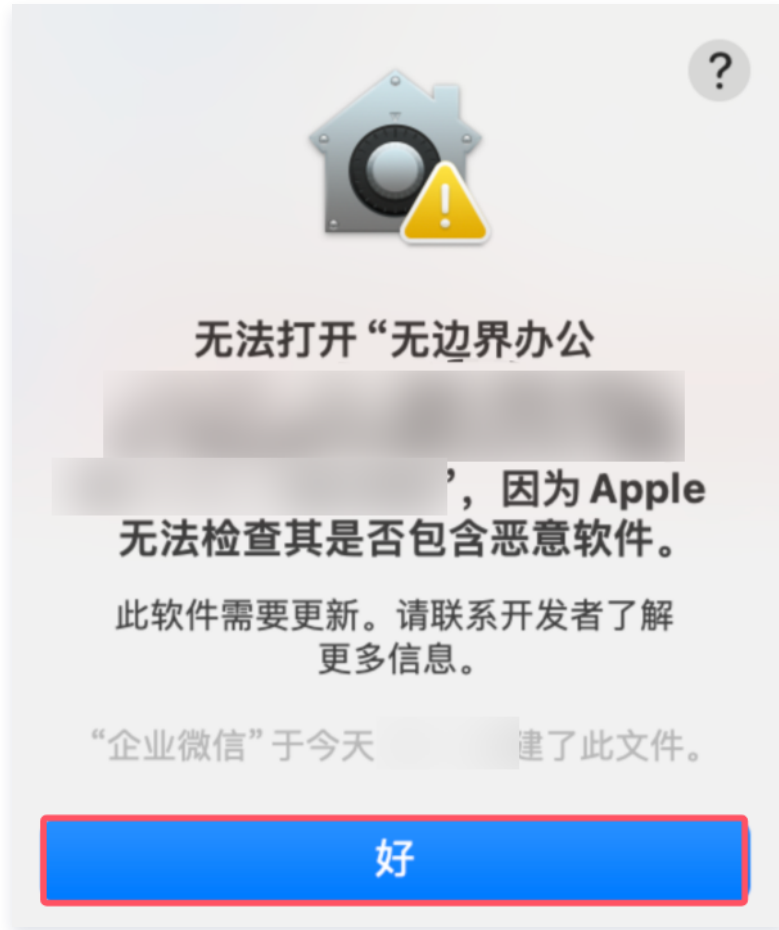 ?
无法打开“无边界办公
”，因为 Apple
无法检查其是否包含恶意软件。
此软件需要更新。请联系开发者了解
更多信息。
“企业微信”于今天
建了此文件。
好